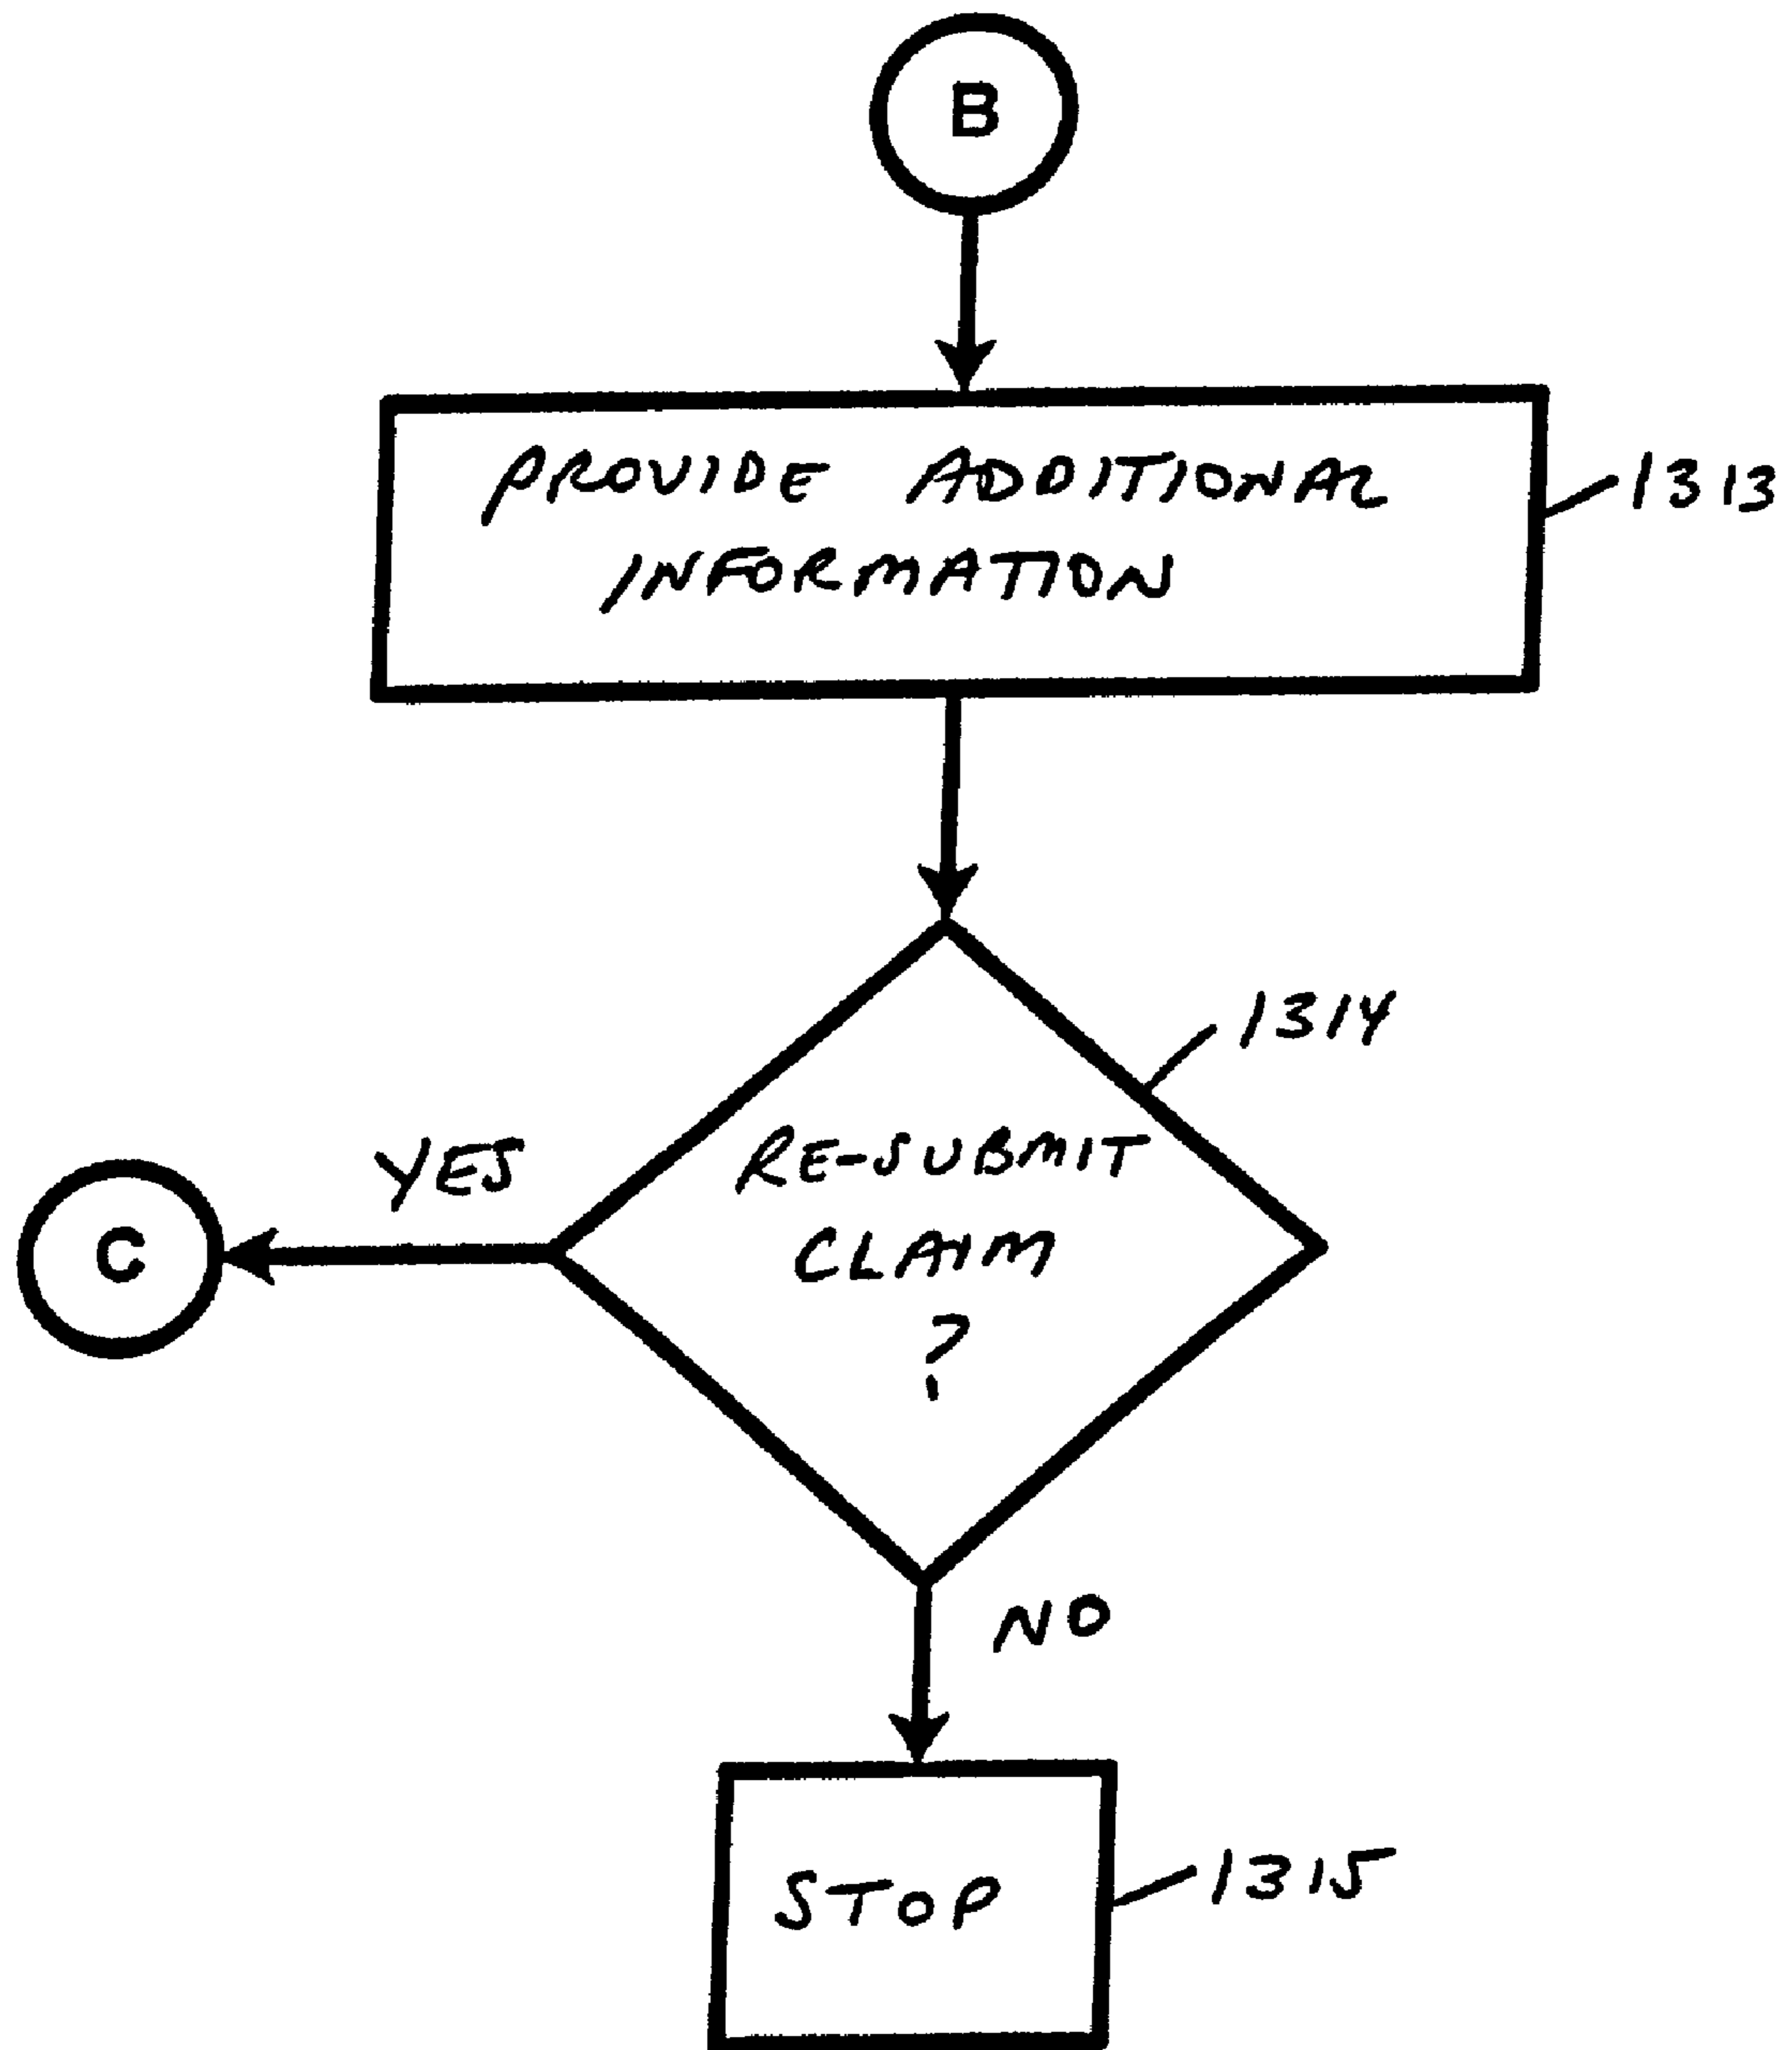 B
PROVIDE ADDITIONAL
INFORMATION
1313
1314
RE-SUBMIT
CLAIM
?
YES
C
NO
STOP
1315